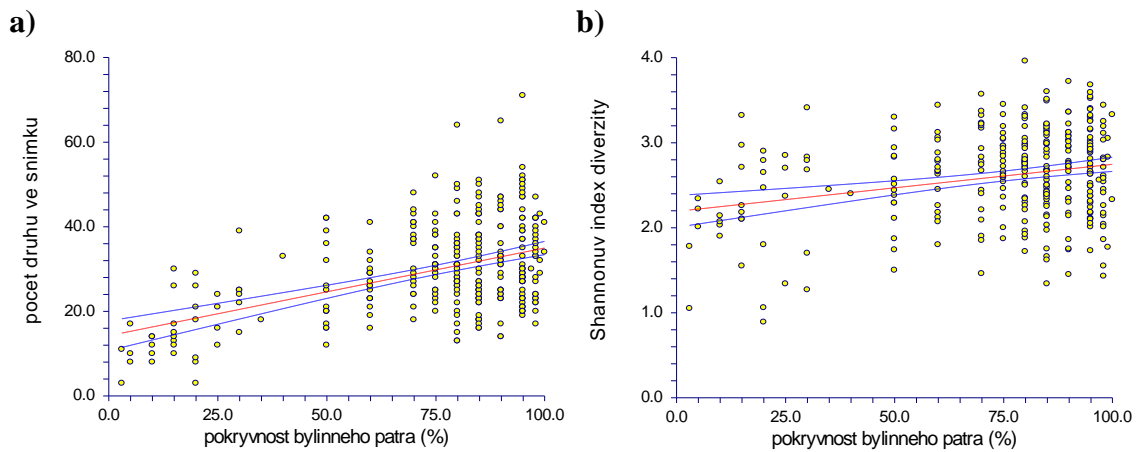 a)
pocet druhu ve snimku
80.0
60.0
40.0
20.0
0.0
0.0 25.0 50.0 75.0 100.0
pokryvnost bylinneho patra (%)
b)
Shannonuv index diverzity
4.0
3.0
2.0
1.0
0.0
0.0 25.0 50.0 75.0 100.0
pokryvnost bylinneho patra (%)